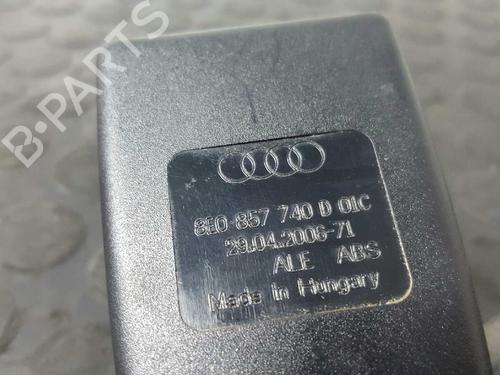 B-PARTS
8E0 857 740 D 01C
29.04.2006-71
ALE ABS
Made in Hungary